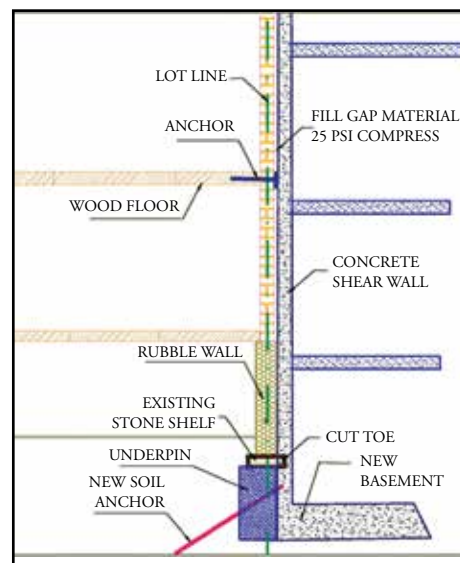 LOT LINE
ANCHOR
WOOD FLOOR
FILL GAP MATERIAL
25 PSI COMPRESS
CONCRETE
SHEAR WALL
RUBBLE WALL
EXISTING
STONE SHELF
UNDERPIN
NEW SOIL
ANCHOR
CUT TOE
NEW
BASEMENT